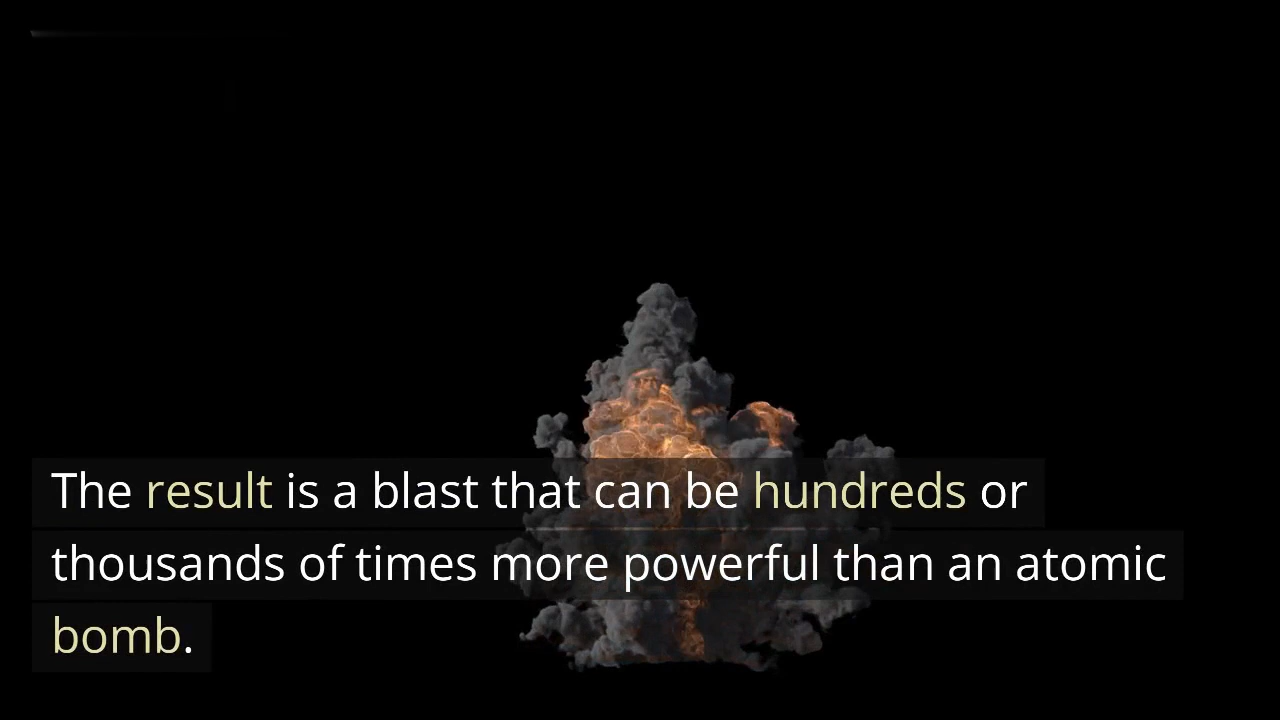 The result is a blast that can be hundreds or
thousands of times more powerful than an atomic
bomb.